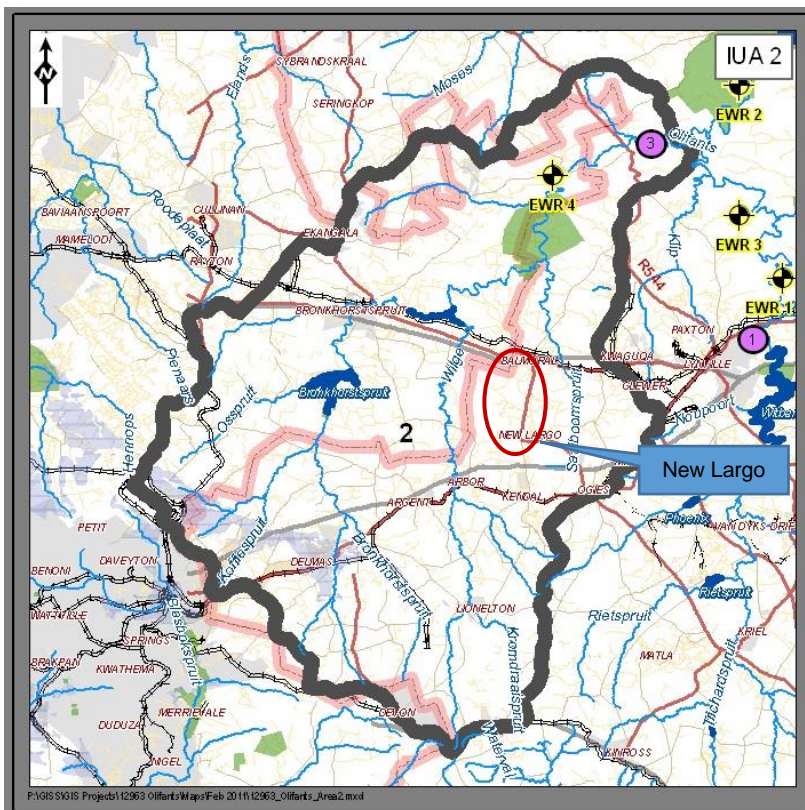 IUA 2
N
SYBRANDSKRAAL
Elands
SERINGKOP
Moses
EWR 2
Olifants
3
EWR 4
BAVIAANSPOORT
MAMELODI
Roodeplaat
CULLINAN
RAYTON
EKANGALA
Klip
EWR 3
R544
EWR 1
1
BRONKHORSTSPRUIT
Pienaars
Wilge
BALMORAL
KWAGUQA
PAXTON
LYNVILLE
CLEWER
Osspruit
Bronkhorstspruit
2
Saalboomspruit
Noupoort
Hennops
NEW LARGO
New Largo
ARBOR
KENDAL
OGIES
ARGENT
PETIT
BENONI
DAVEYTON
Koffiespruit
DELMAS
Bronkhorstspruit
Phoenix
WATTVILLE
Blesbokspruit
SPRINGS
BRAKPAN
KWATHEMA
LIONELTON
Rietspruit
Rietspruit
KRIEL
MATLA
DUDUZA
MERRIEVALE
NIGEL
DEVON
Waterval
KINROSS
P:\GISS\GIS Projects\12963 Olifants\Maps\Feb 2011\12963_Olifants_Area2.mxd